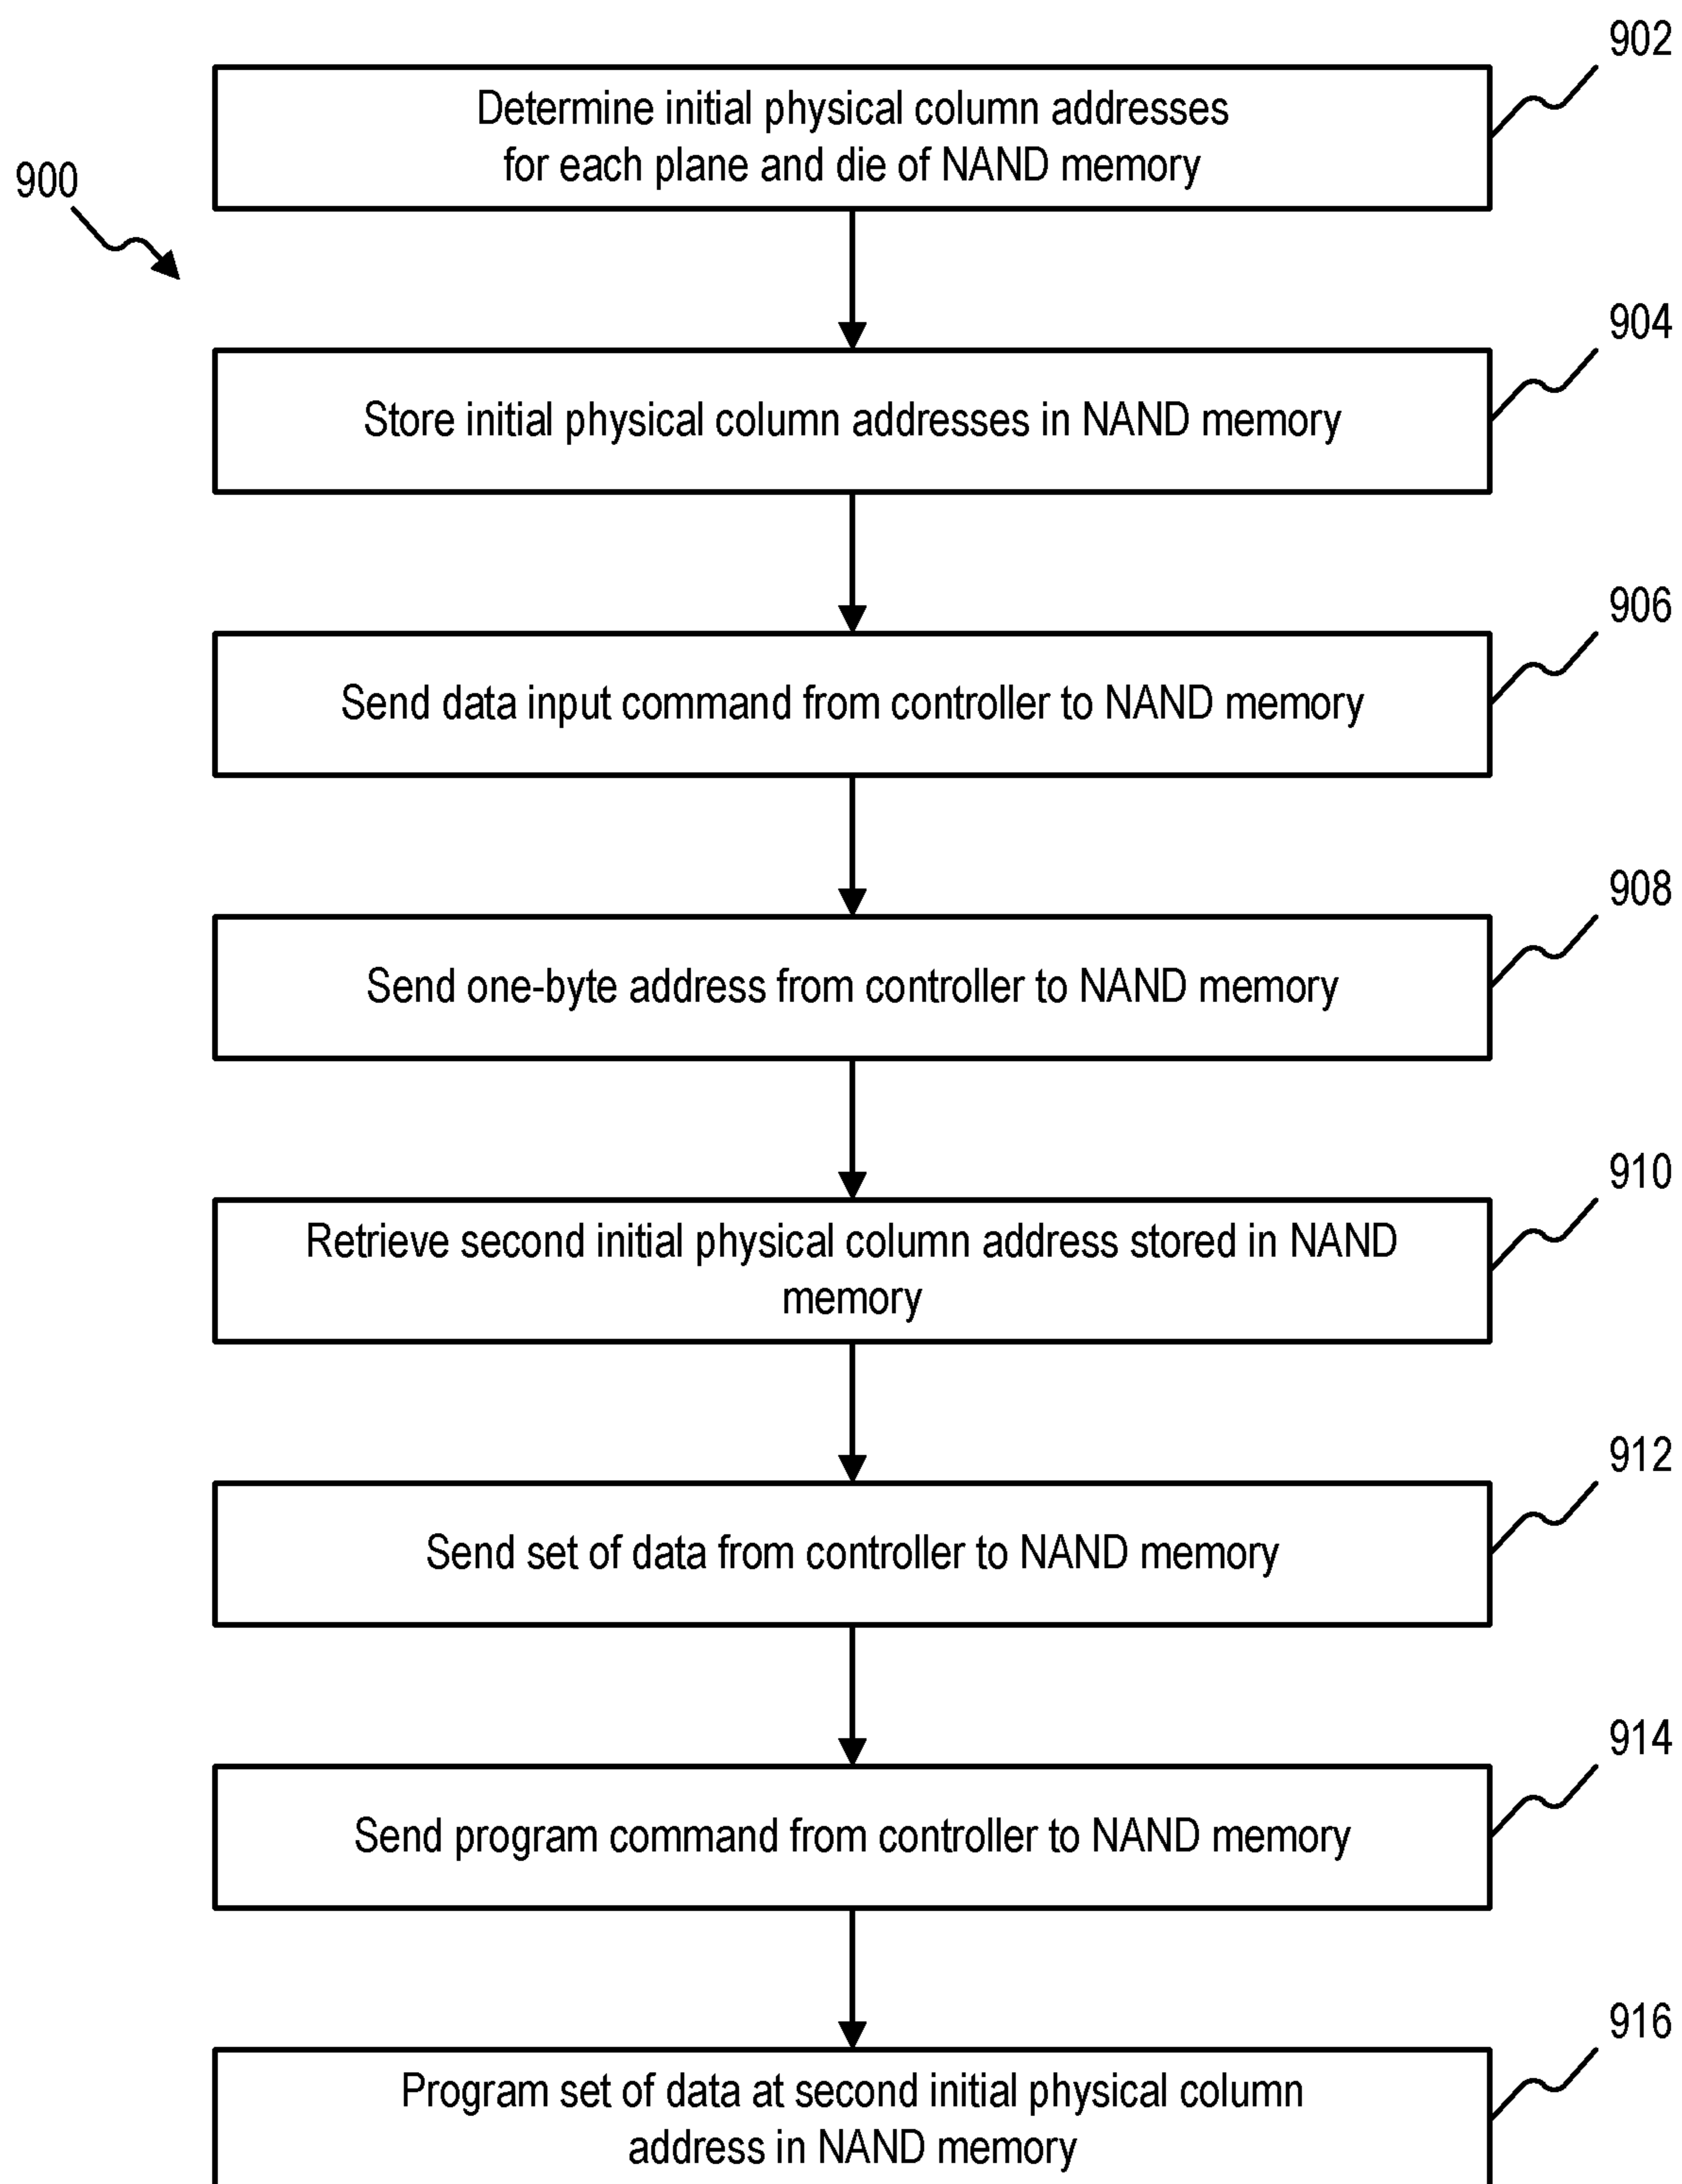 902
Determine initial physical column addresses
for each plane and die of NAND memory
900
904
Store initial physical column addresses in NAND memory
906
Send data input command from controller to NAND memory
908
Send one-byte address from controller to NAND memory
910
Retrieve second initial physical column address stored in NAND
memory
912
Send set of data from controller to NAND memory
914
Send program command from controller to NAND memory
916
Program set of data at second initial physical column
address in NAND memory